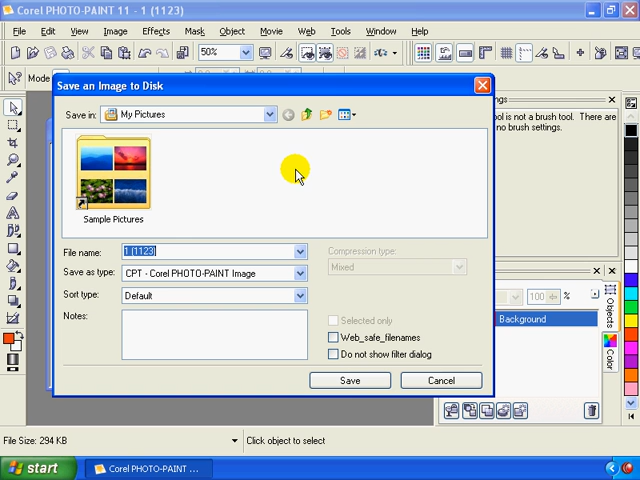 Corel PHOTO-PAINT 11 - 1 (1123)
File Edit View Image Effects Mask Object Movie Web Tools Window
50%
Mode
Save an Image to Disk
Save in: My Pictures
Sample Pictures
File name: 1 (1123)
Save as type: CPT - Corel PHOTO-PAINT Image
Sort type: Default
Notes:
Compression type:
Mixed
Selected only
Web_safe_filenames
Do not show filter dialog
Save Cancel
ngs
ol is not a brush tool. There are
no brush settings.
100 %
Background
Objects
Color
File Size: 294 KB Click object to select
start Corel PHOTO-PAINT ...